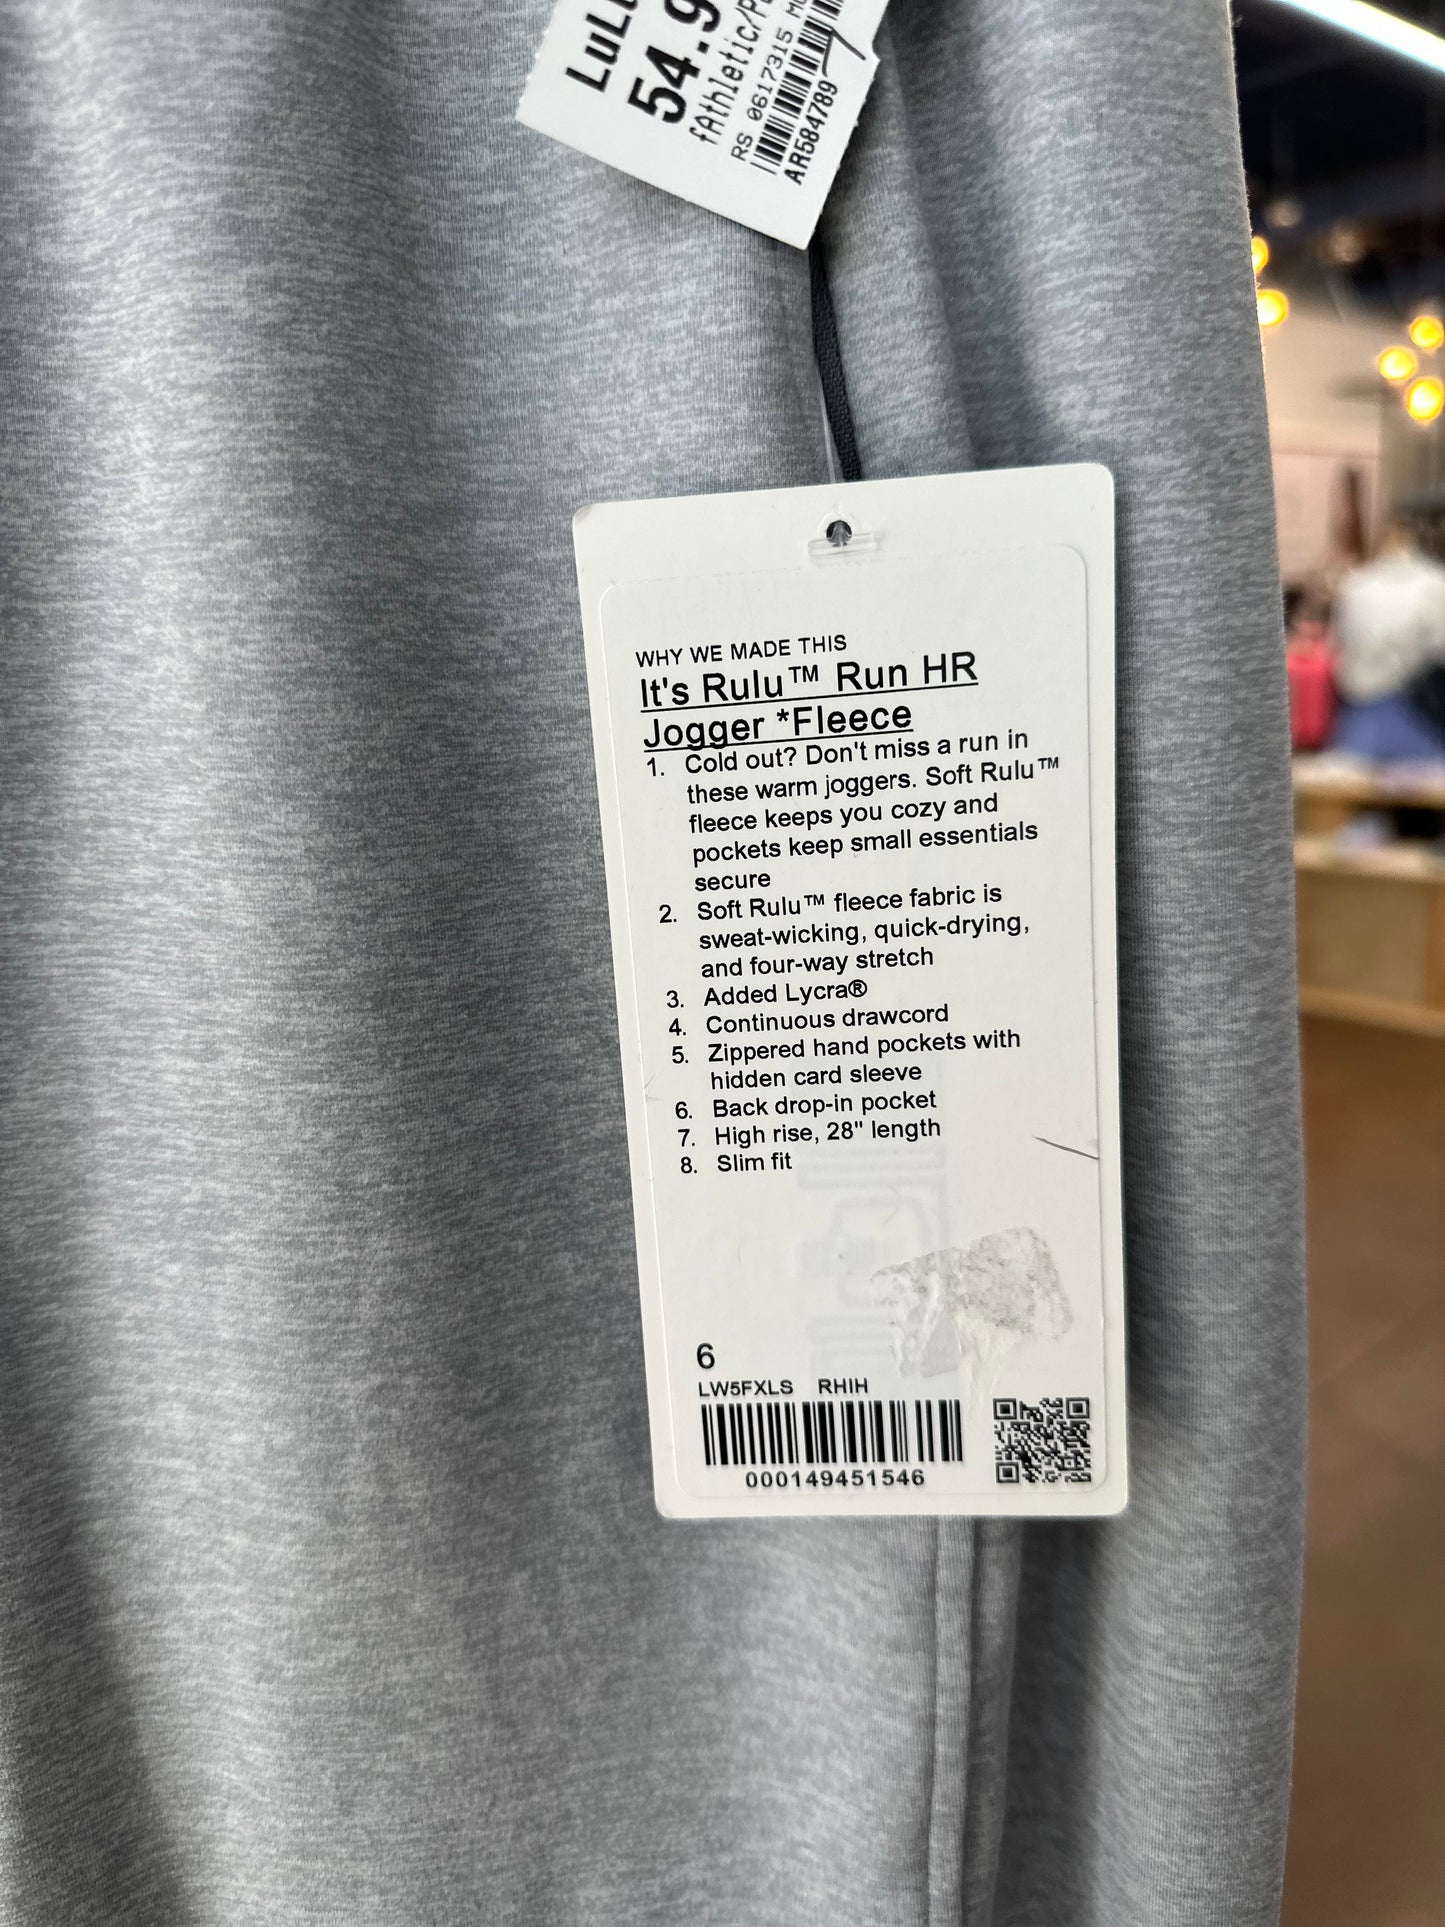 54.9
RS 0617315
AR584789
WHY WE MADE THIS
It's Rulu™ Run HR
Jogger *Fleece
1. Cold out? Don't miss a run in
these warm joggers. Soft Rulu™
fleece keeps you cozy and
pockets keep small essentials
secure
2. Soft Rulu™ fleece fabric is
sweat-wicking, quick-drying,
and four-way stretch
3. Added Lycra®
4. Continuous drawcord
5. Zippered hand pockets with
hidden card sleeve
6. Back drop-in pocket
7. High rise, 28" length
8. Slim fit
6
LW5FXLS RHIH
000149451546